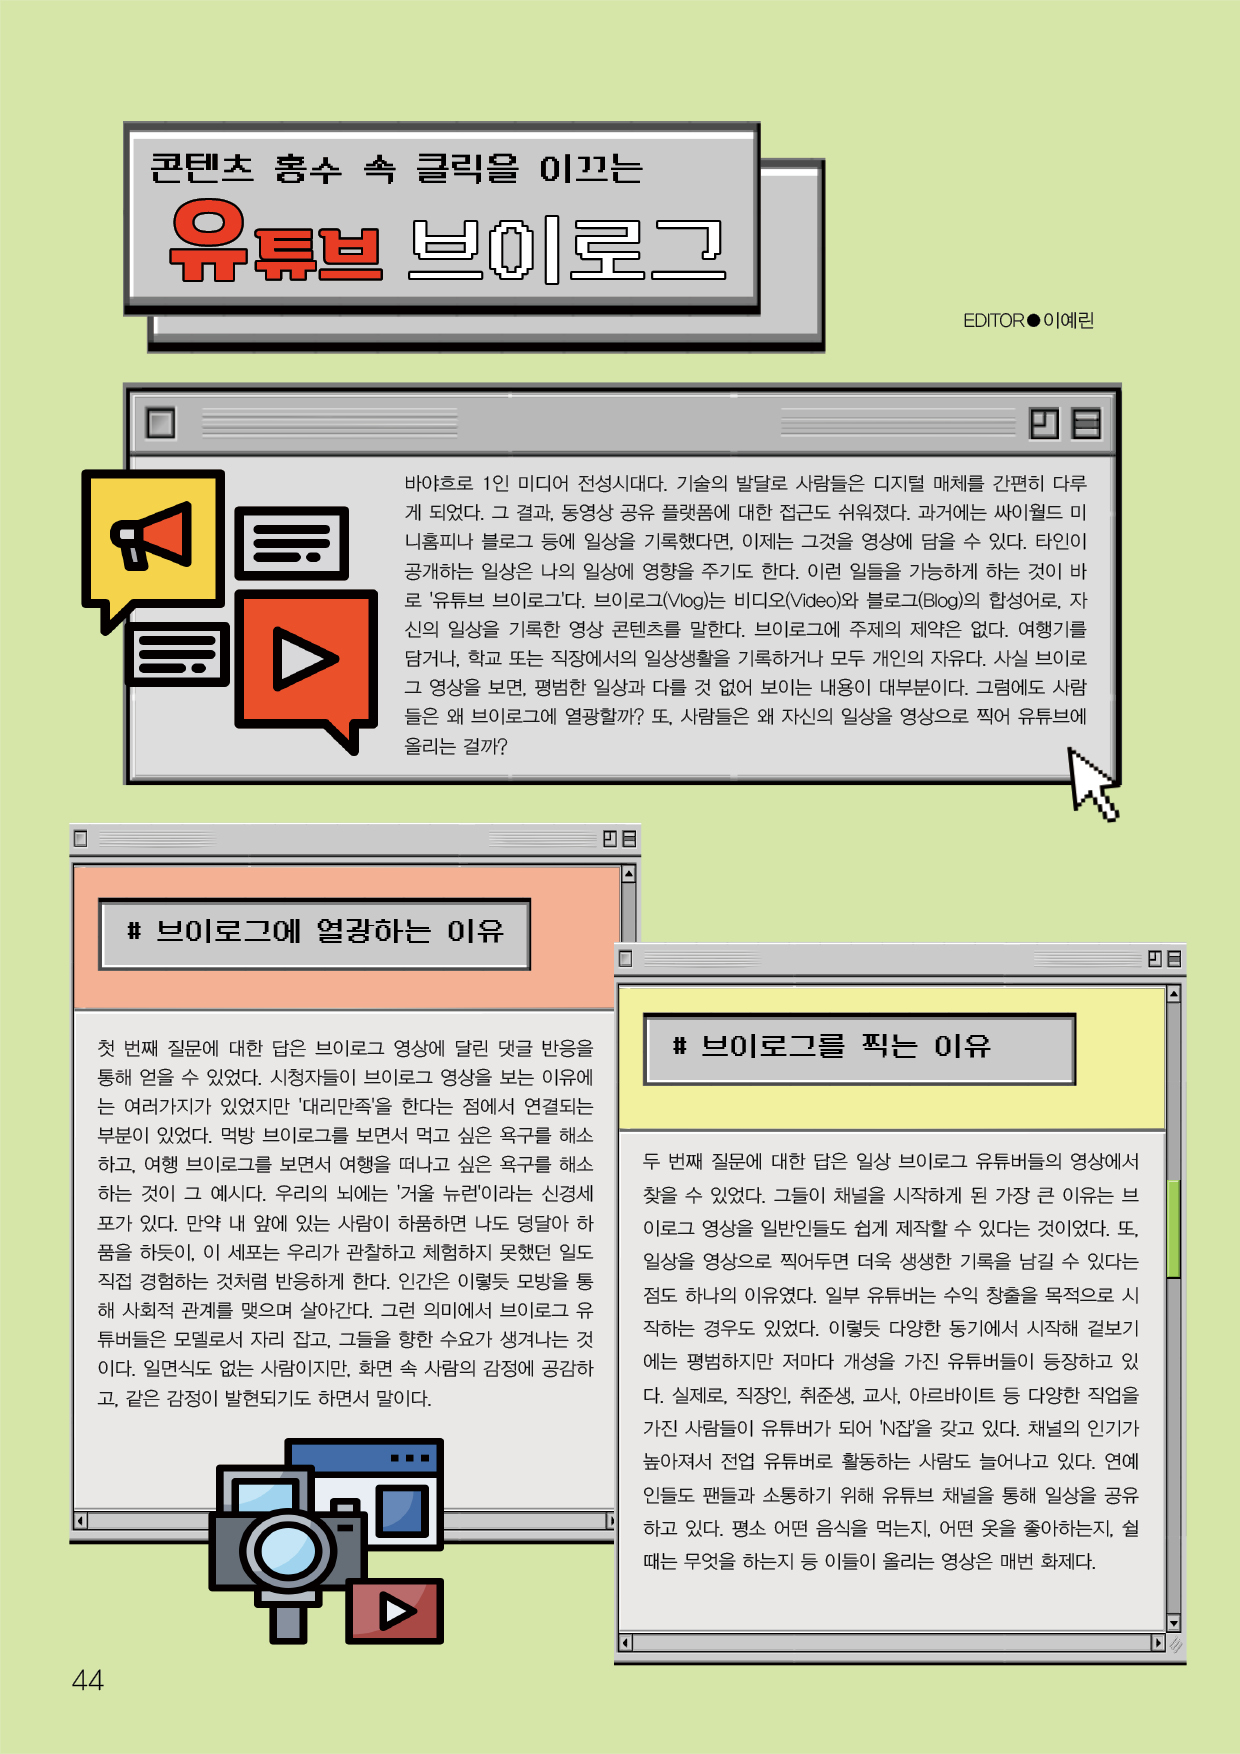 콘텐츠 홍수 속 클릭을 이끄는
유튜브 브이로그
EDITOR●이예린
바야흐로 1인 미디어 전성시대다. 기술의 발달로 사람들은 디지털 매체를 간편히 다루
게 되었다. 그 결과, 동영상 공유 플랫폼에 대한 접근도 쉬워졌다. 과거에는 싸이월드 미
니홈피나 블로그 등에 일상을 기록했다면, 이제는 그것을 영상에 담을 수 있다. 타인이
공개하는 일상은 나의 일상에 영향을 주기도 한다. 이런 일들을 가능하게 하는 것이 바
로 '유튜브 브이로그'다. 브이로그(Vlog)는 비디오(Video)와 블로그(Blog)의 합성어로, 자
신의 일상을 기록한 영상 콘텐츠를 말한다. 브이로그에 주제의 제약은 없다. 여행기를
담거나, 학교 또는 직장에서의 일상생활을 기록하거나 모두 개인의 자유다. 사실 브이로
그 영상을 보면, 평범한 일상과 다를 것 없어 보이는 내용이 대부분이다. 그럼에도 사람
들은 왜 브이로그에 열광할까? 또, 사람들은 왜 자신의 일상을 영상으로 찍어 유튜브에
올리는 걸까?
# 브이로그에 열광하는 이유
첫 번째 질문에 대한 답은 브이로그 영상에 달린 댓글 반응을
통해 얻을 수 있었다. 시청자들이 브이로그 영상을 보는 이유에
는 여러가지가 있었지만 '대리만족'을 한다는 점에서 연결되는
부분이 있었다. 먹방 브이로그를 보면서 먹고 싶은 욕구를 해소
하고, 여행 브이로그를 보면서 여행을 떠나고 싶은 욕구를 해소
하는 것이 그 예시다. 우리의 뇌에는 '거울 뉴런'이라는 신경세
포가 있다. 만약 내 앞에 있는 사람이 하품하면 나도 덩달아 하
품을 하듯이, 이 세포는 우리가 관찰하고 체험하지 못했던 일도
직접 경험하는 것처럼 반응하게 한다. 인간은 이렇듯 모방을 통
해 사회적 관계를 맺으며 살아간다. 그런 의미에서 브이로그 유
튜버들은 모델로서 자리 잡고, 그들을 향한 수요가 생겨나는 것
이다. 일면식도 없는 사람이지만, 화면 속 사람의 감정에 공감하
고, 같은 감정이 발현되기도 하면서 말이다.
# 브이로그를 찍는 이유
두 번째 질문에 대한 답은 일상 브이로그 유튜버들의 영상에서
찾을 수 있었다. 그들이 채널을 시작하게 된 가장 큰 이유는 브
이로그 영상을 일반인들도 쉽게 제작할 수 있다는 것이었다. 또,
일상을 영상으로 찍어두면 더욱 생생한 기록을 남길 수 있다는
점도 하나의 이유였다. 일부 유튜버는 수익 창출을 목적으로 시
작하는 경우도 있었다. 이렇듯 다양한 동기에서 시작해 겉보기
에는 평범하지만 저마다 개성을 가진 유튜버들이 등장하고 있
다. 실제로, 직장인, 취준생, 교사, 아르바이트 등 다양한 직업을
가진 사람들이 유튜버가 되어 'N잡'을 갖고 있다. 채널의 인기가
높아져서 전업 유튜버로 활동하는 사람도 늘어나고 있다. 연예
인들도 팬들과 소통하기 위해 유튜브 채널을 통해 일상을 공유
하고 있다. 평소 어떤 음식을 먹는지, 어떤 옷을 좋아하는지, 쉴
때는 무엇을 하는지 등 이들이 올리는 영상은 매번 화제다.
44